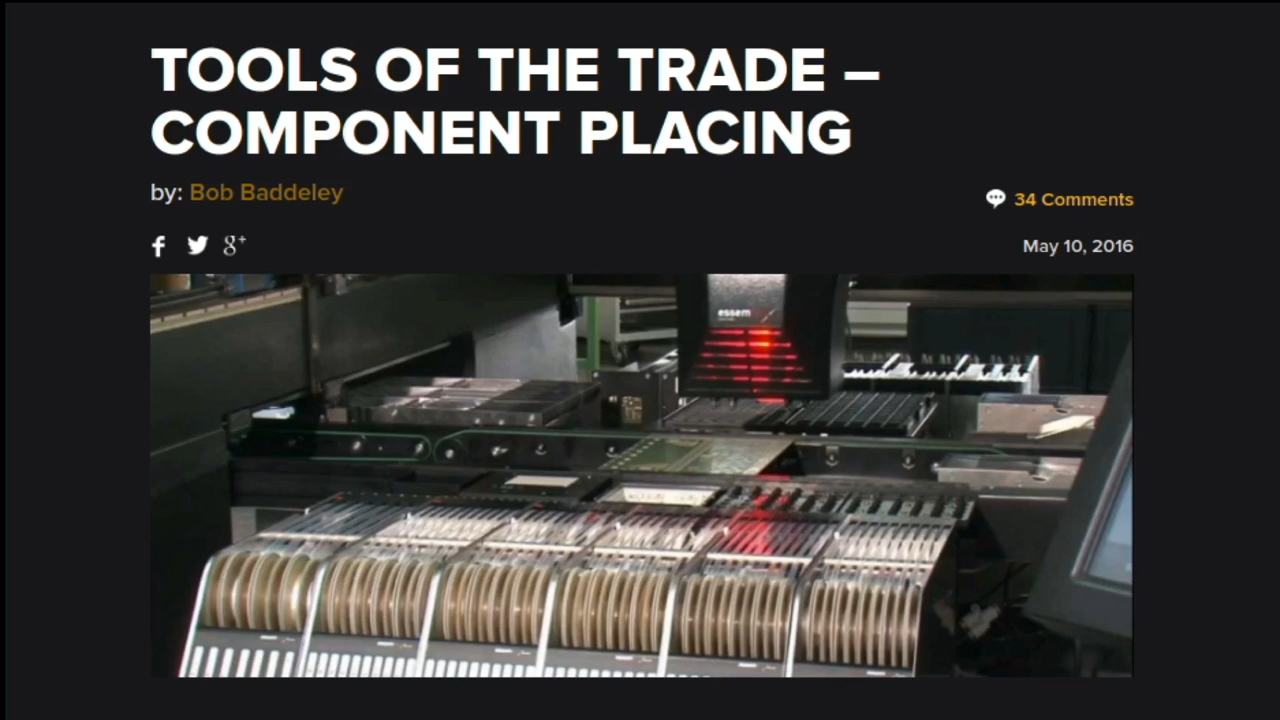 TOOLS OF THE TRADE –
COMPONENT PLACING
by: Bob Baddeley
34 Comments
May 10, 2016
essem